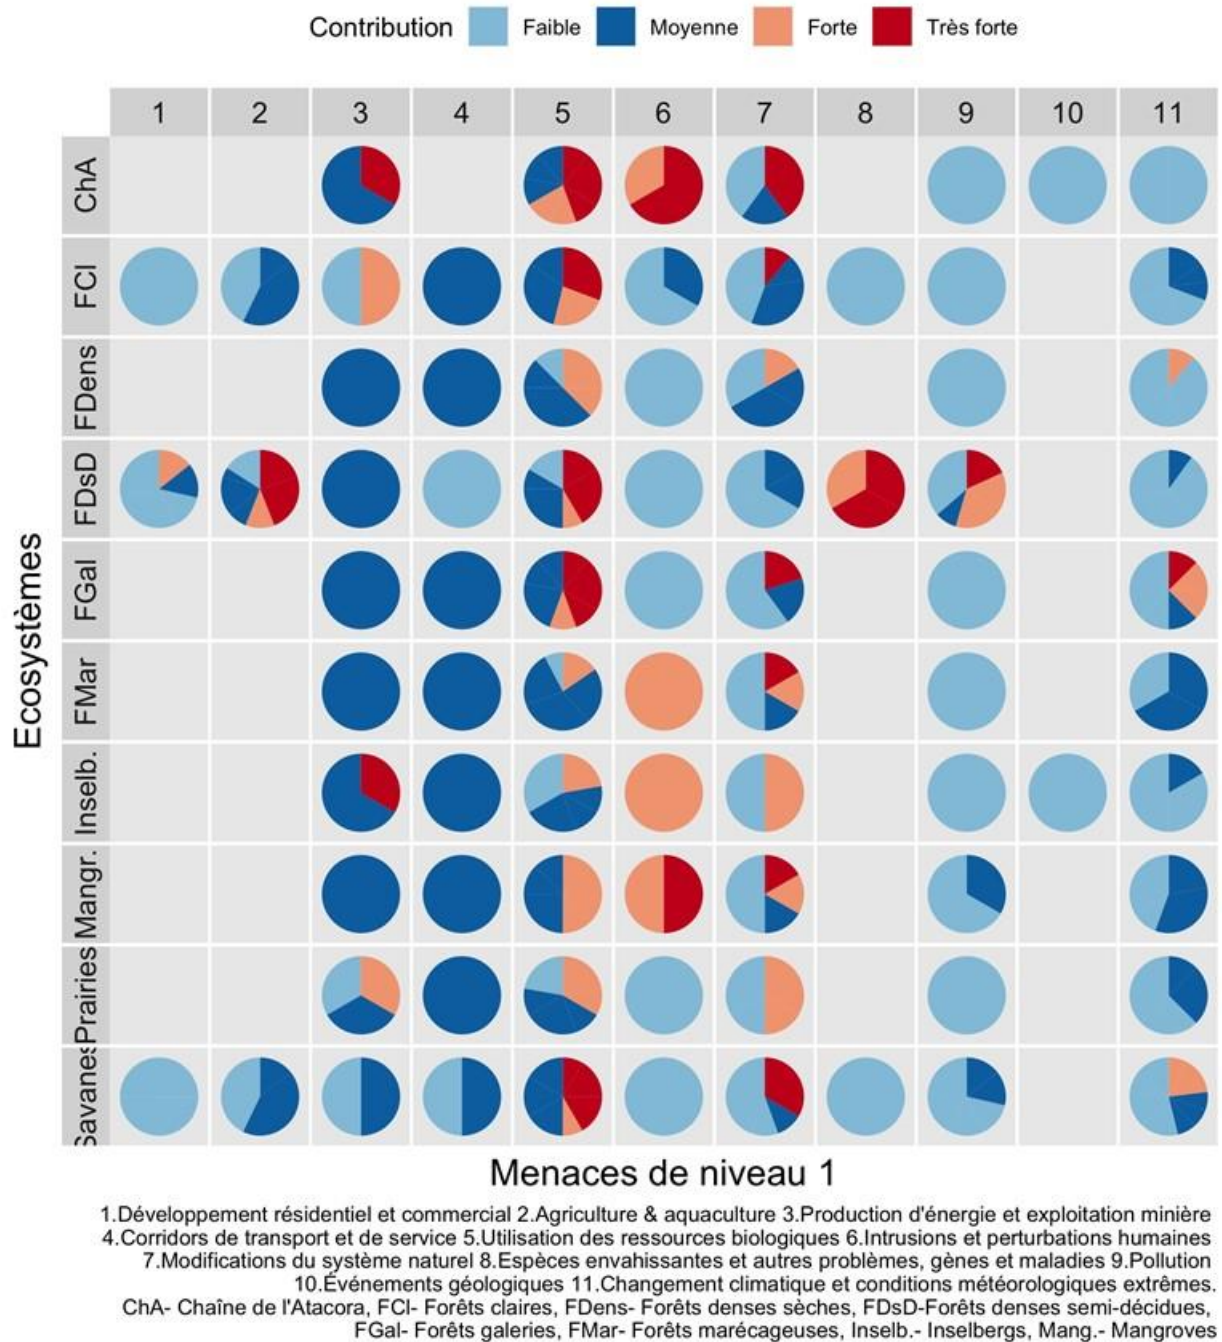 Contribution Faible Moyenne Forte Très forte
1 2 3 4 5 6 7 8 9 10 11
ChA
FCl
FDens
FDsD
FGal
FMar
Inselb.
Mangr.
Prairies
Savanes
Ecosystèmes
Menaces de niveau 1
1.Développement résidentiel et commercial 2.Agriculture & aquaculture 3.Production d'énergie et exploitation minière
4.Corridors de transport et de service 5.Utilisation des ressources biologiques 6.Intrusions et perturbations humaines
7.Modifications du système naturel 8.Espèces envahissantes et autres problèmes, gènes et maladies 9.Pollution
10.Événements géologiques 11.Changement climatique et conditions météorologiques extrêmes.
ChA- Chaîne de l'Atacora, FCl- Forêts claires, FDens- Forêts denses sèches, FDsD-Forêts denses semi-décidues,
FGal- Forêts galeries, FMar- Forêts marécageuses, Inselb.- Inselbergs, Mang.- Mangroves